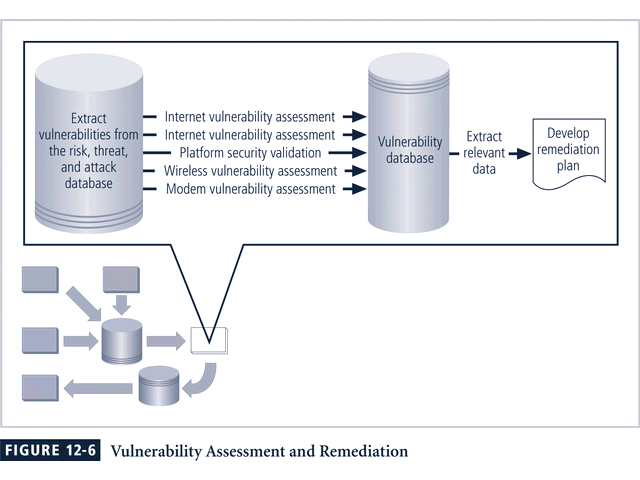 Extract
vulnerabilities from
the risk, threat,
and attack
database
Internet vulnerability assessment
Internet vulnerability assessment
Platform security validation
Wireless vulnerability assessment
Modem vulnerability assessment
Vulnerability
database
Extract
relevant
data
Develop
remediation
plan
FIGURE 12-6 Vulnerability Assessment and Remediation